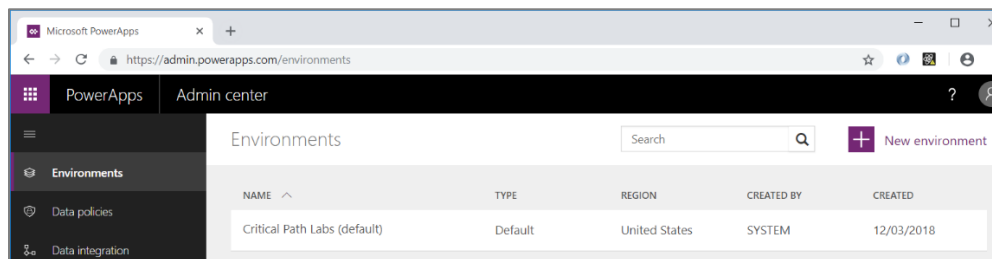 Microsoft PowerApps
https://admin.powerapps.com/environments
PowerApps Admin center ?
Environments Search New environment
Environments
NAME TYPE REGION CREATED BY CREATED
Data policies
Critical Path Labs (default) Default United States SYSTEM 12/03/2018
Data integration